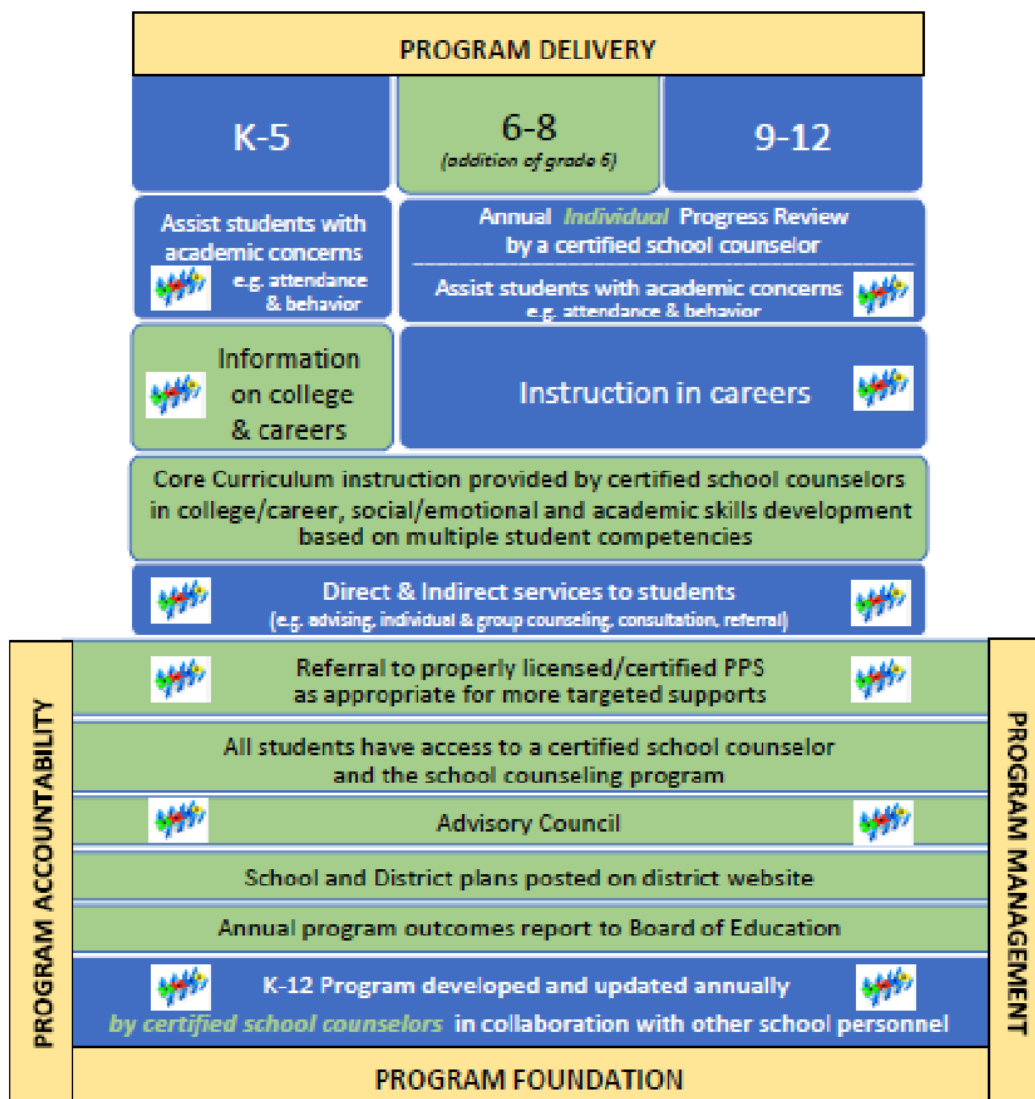 PROGRAM DELIVERY
K-5
6-8
(addition of grade 6)
9-12
Assist students with
academic concerns
e.g. attendance
& behavior
Annual Individual Progress Review
by a certified school counselor
Assist students with academic concerns
e.g. attendance & behavior
Information
on college
& careers
Instruction in careers
Core Curriculum instruction provided by certified school counselors
in college/career, social/emotional and academic skills development
based on multiple student competencies
Direct & Indirect services to students
(e.g. advising, individual & group counseling, consultation, referral)
PROGRAM ACCOUNTABILITY
Referral to properly licensed/certified PPS
as appropriate for more targeted supports
All students have access to a certified school counselor
and the school counseling program
Advisory Council
School and District plans posted on district website
Annual program outcomes report to Board of Education
K-12 Program developed and updated annually
by certified school counselors in collaboration with other school personnel
PROGRAM MANAGEMENT
PROGRAM FOUNDATION